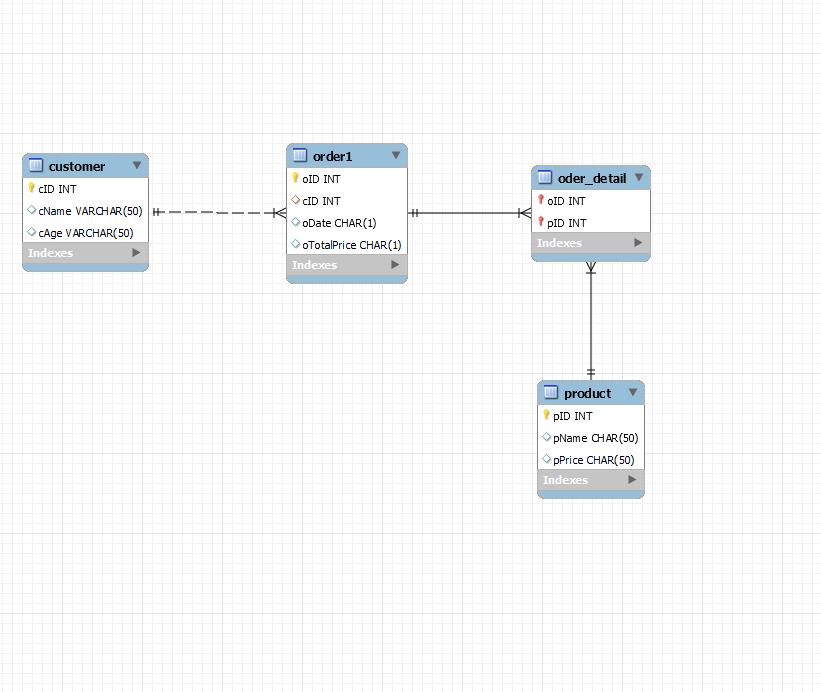 customer
cID INT
cName VARCHAR(50)
cAge VARCHAR(50)
Indexes
order1
oID INT
cID INT
oDate CHAR(1)
oTotalPrice CHAR(1)
Indexes
oder_detail
oID INT
pID INT
Indexes
product
pID INT
pName CHAR(50)
pPrice CHAR(50)
Indexes